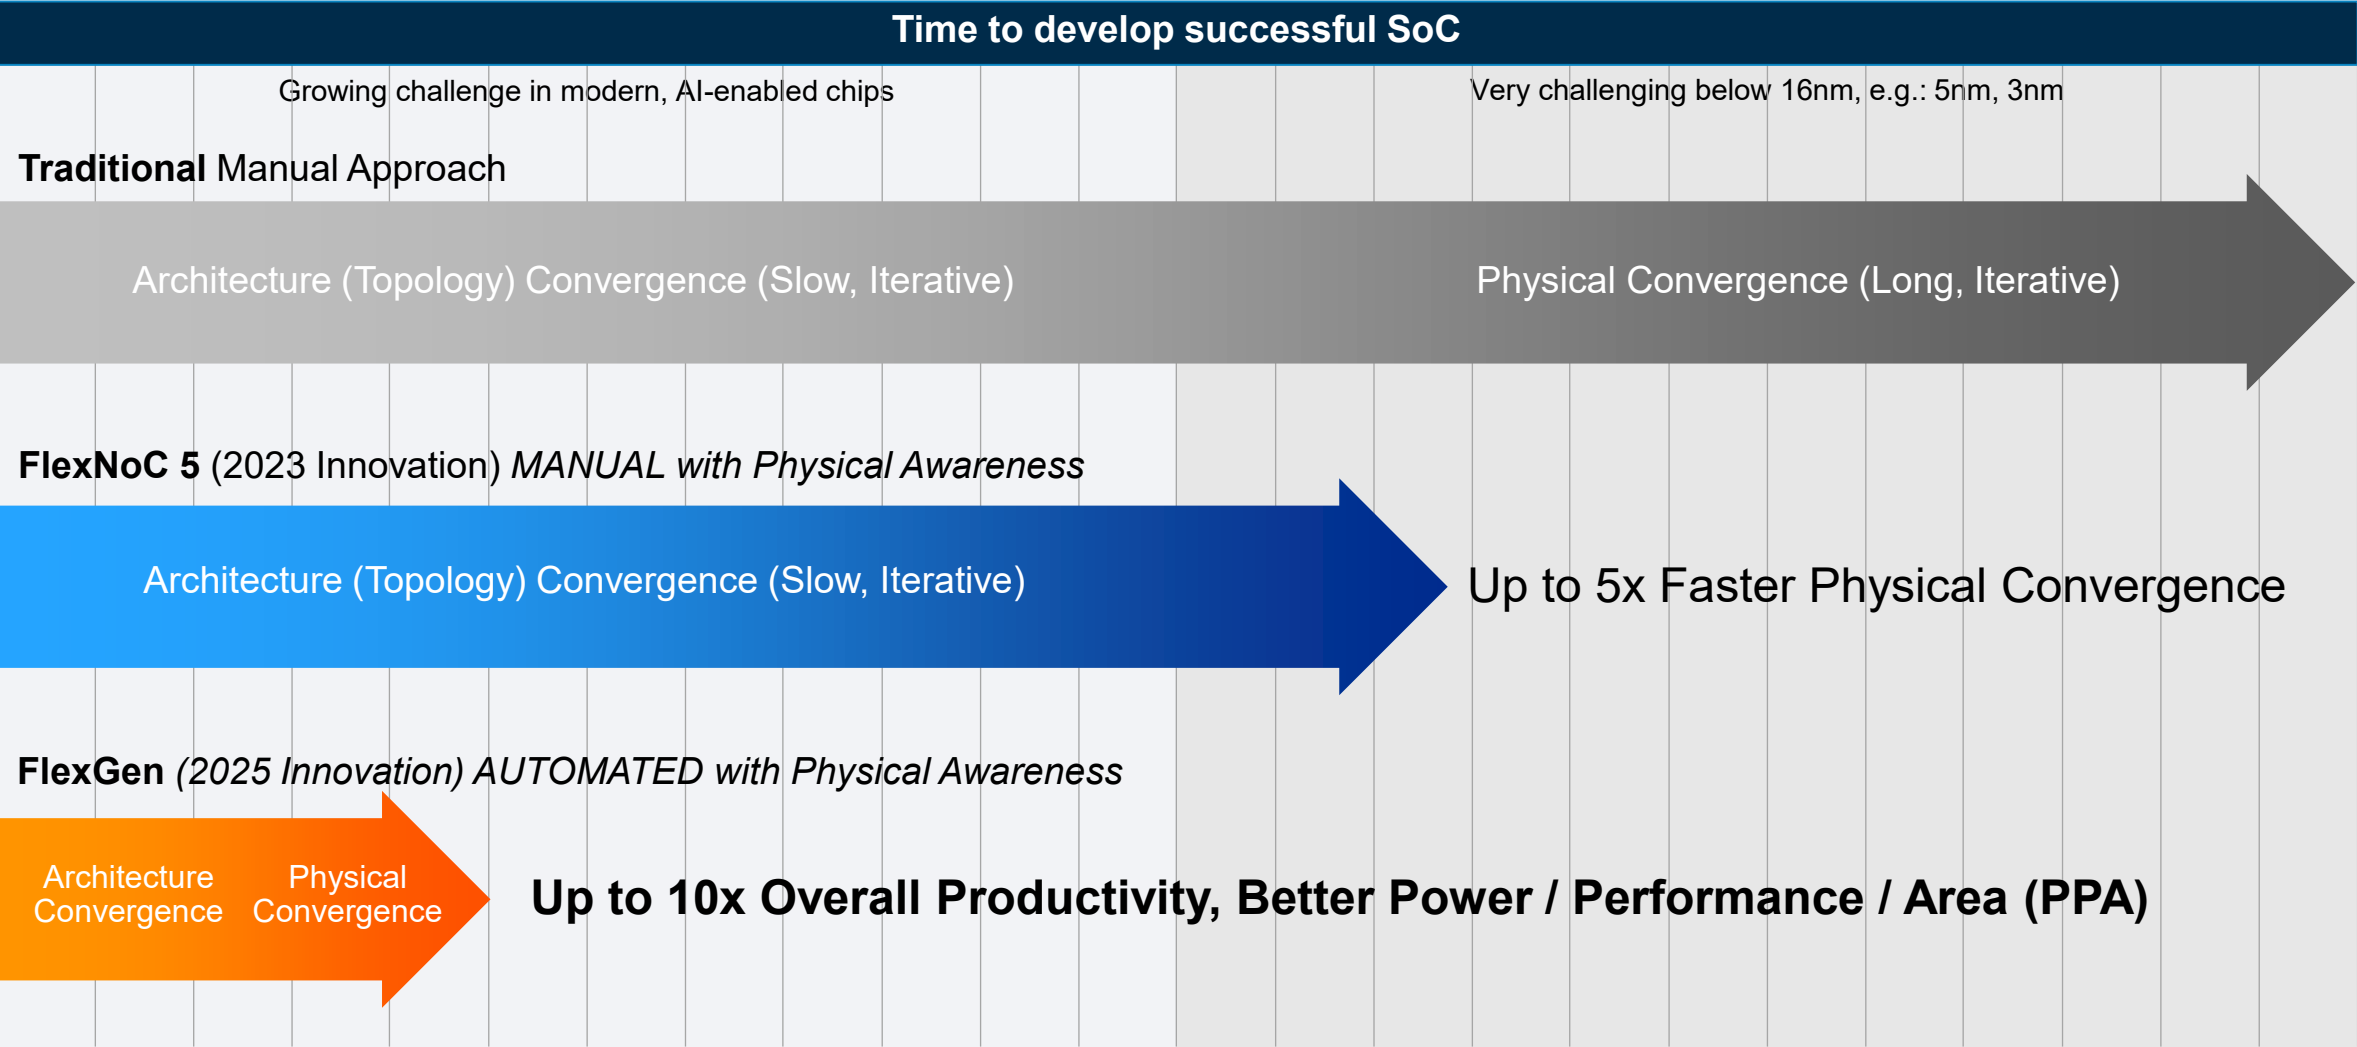 Time to develop successful SoC
Growing challenge in modern, AI-enabled chips
Very challenging below 16nm, e.g.: 5nm, 3nm
Traditional Manual Approach
Architecture (Topology) Convergence (Slow, Iterative)
Physical Convergence (Long, Iterative)
FlexNoC 5 (2023 Innovation) MANUAL with Physical Awareness
Architecture (Topology) Convergence (Slow, Iterative)
Up to 5x Faster Physical Convergence
FlexGen (2025 Innovation) AUTOMATED with Physical Awareness
Architecture
Convergence
Physical
Convergence
Up to 10x Overall Productivity, Better Power / Performance / Area (PPA)